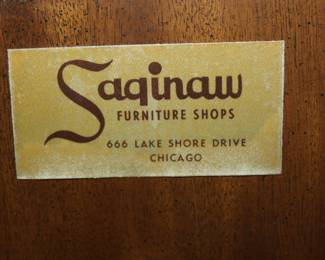 Saginaw
FURNITURE SHOPS
666 LAKE SHORE DRIVE
CHICAGO